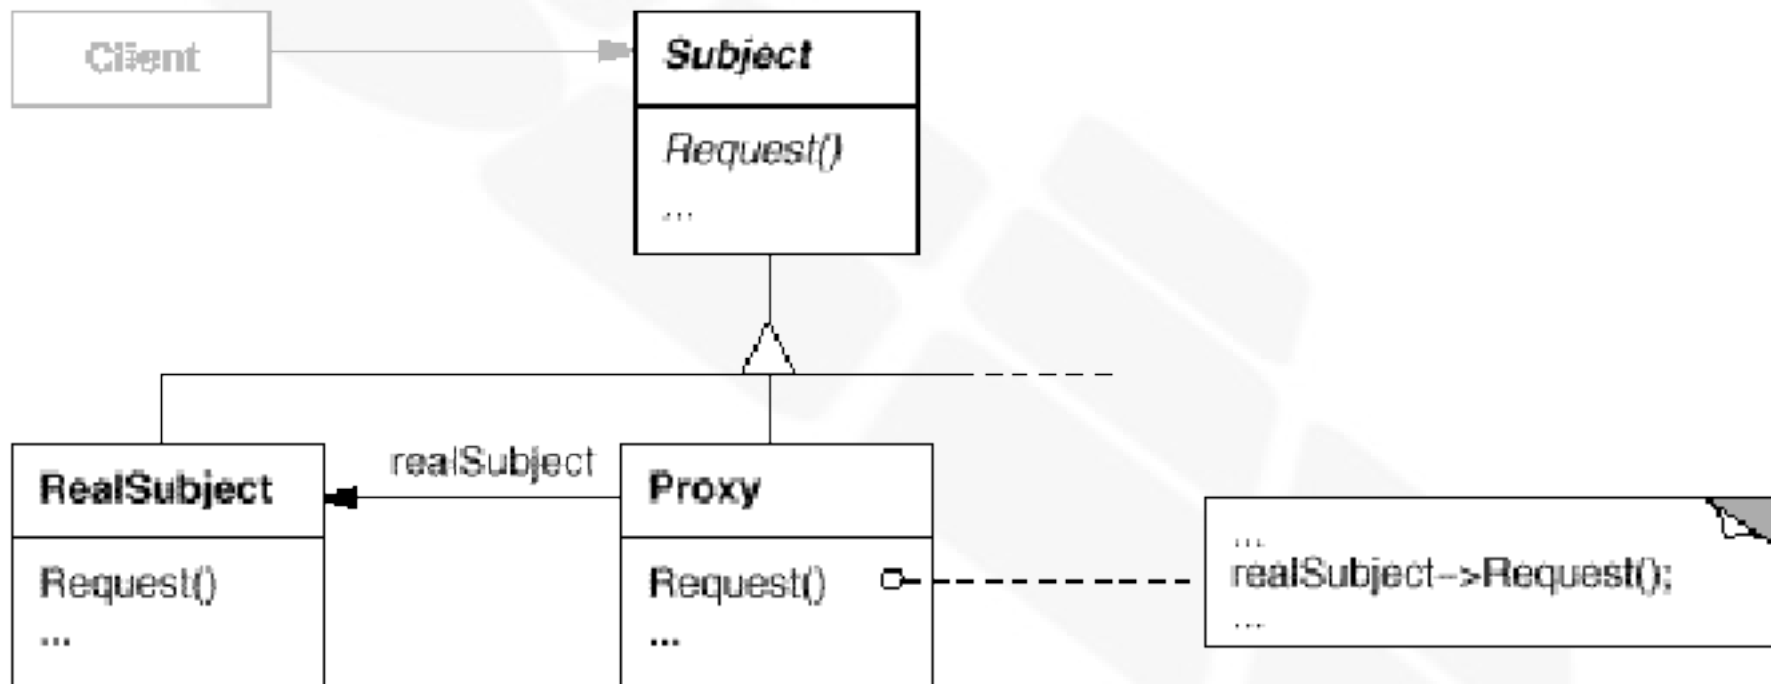 Client
Subject
Request()
...
RealSubject
Request()
...
realSubject
Proxy
Request()
...
...
realSubject->Request();
...